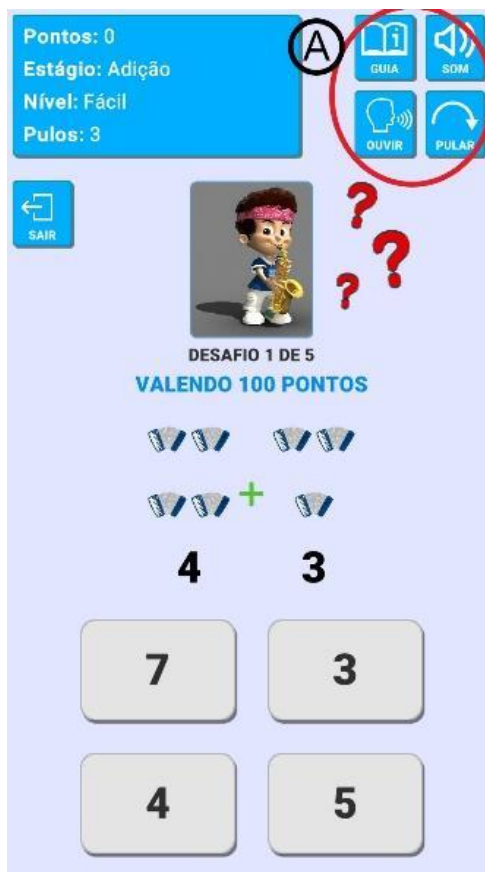 Pontos: 0
Estágio: Adição
Nível: Fácil
Pulos: 3
A
GUIA
SOM
OUVIR
PULAR
SAIR
? ? ?
DESAFIO 1 DE 5
VALENDO 100 PONTOS
+
4 3
7 3
4 5